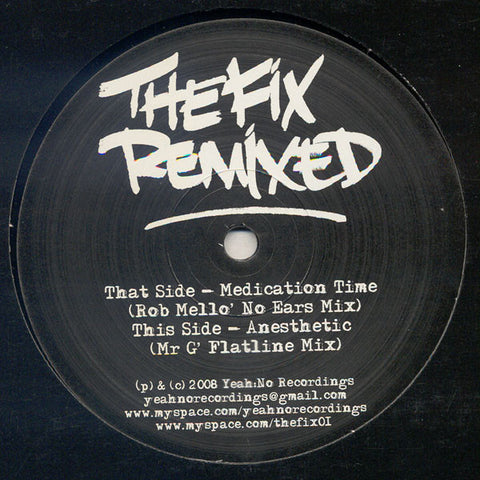 THE FIX
REMIXED
That Side - Medication Time
(Rob Mello' No Ears Mix)
This Side - Anesthetic
(Mr G' Flatline Mix)
(p) & (c) 2008 Yeah:No Recordings
yeahnorecordings@gmail.com
www.myspace.com/yeahnorecordings
www.myspace.com/thefix01